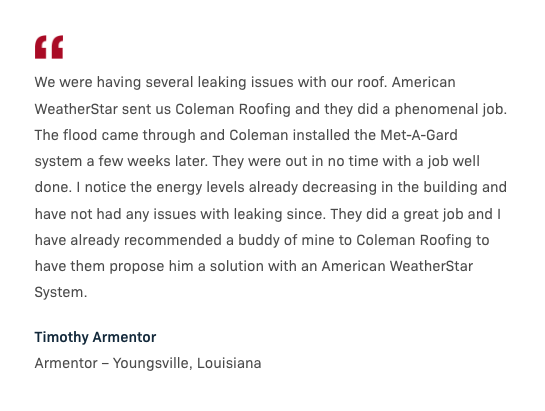 “
We were having several leaking issues with our roof. American
WeatherStar sent us Coleman Roofing and they did a phenomenal job.
The flood came through and Coleman installed the Met-A-Gard
system a few weeks later. They were out in no time with a job well
done. I notice the energy levels already decreasing in the building and
have not had any issues with leaking since. They did a great job and I
have already recommended a buddy of mine to Coleman Roofing to
have them propose him a solution with an American WeatherStar
System.
Timothy Armentor
Armentor – Youngsville, Louisiana